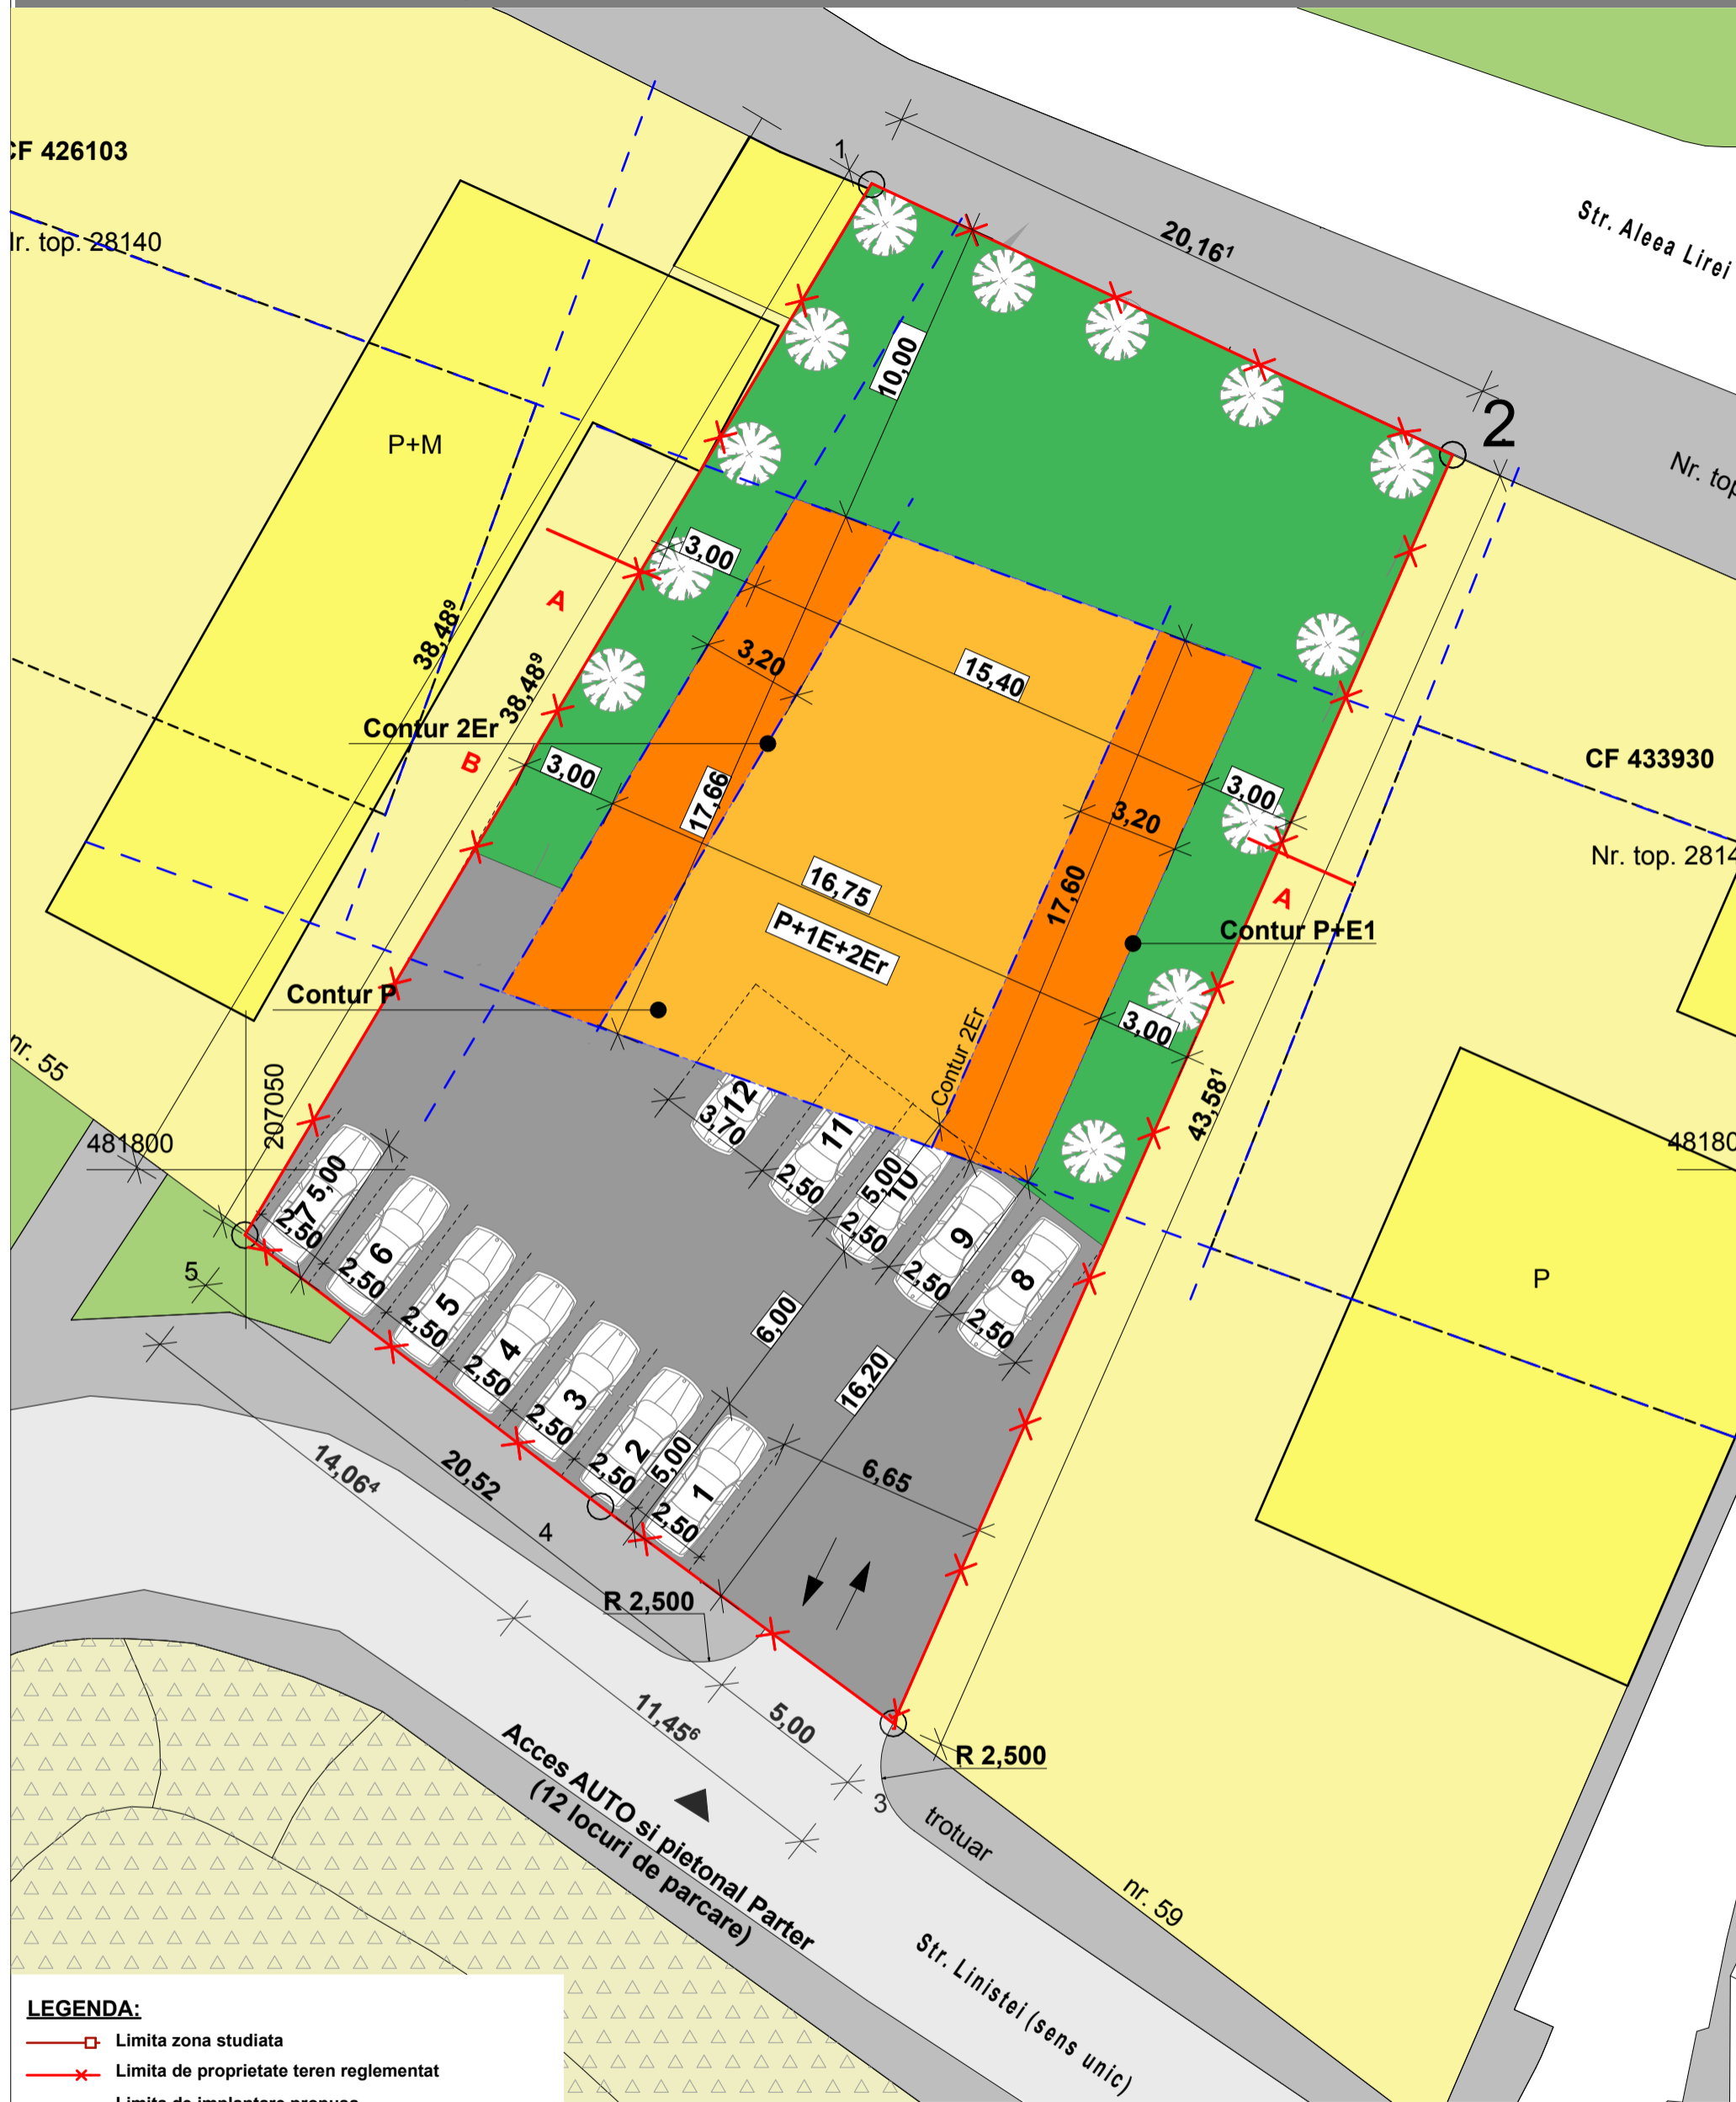 CF 426103
Nr. top. 28140
P+M
1
20,16¹
Str. Aleea Lirei
2
10,00
3,00
A
38,48⁹
38,48⁹
3,20
15,40
Contur 2Er
B
3,00
17,66
3,00
3,20
CF 433930
16,75
P+1E+2Er
17,60
A
Nr. top. 2814
Contur P+E1
Contur P
3,00
Contur 2Er
nr. 55
207050
481800
43,58¹
12
3,70
11
2,50
5,00
10
2,50
9
2,50
8
2,50
P
5,00
7
2,50
6
2,50
5
2,50
4
2,50
3
2,50
2
2,50
5,00
1
2,50
5
6,00
16,20
6,65
14,06⁴
20,52
4
R 2,500
11,45⁶
5,00
R 2,500
3
Acces AUTO si pietonal Parter
(12 locuri de parcare)
trotuar
nr. 59
Str. Linistei (sens unic)
LEGENDA:
Limita zona studiata
Limita de proprietate teren reglementat